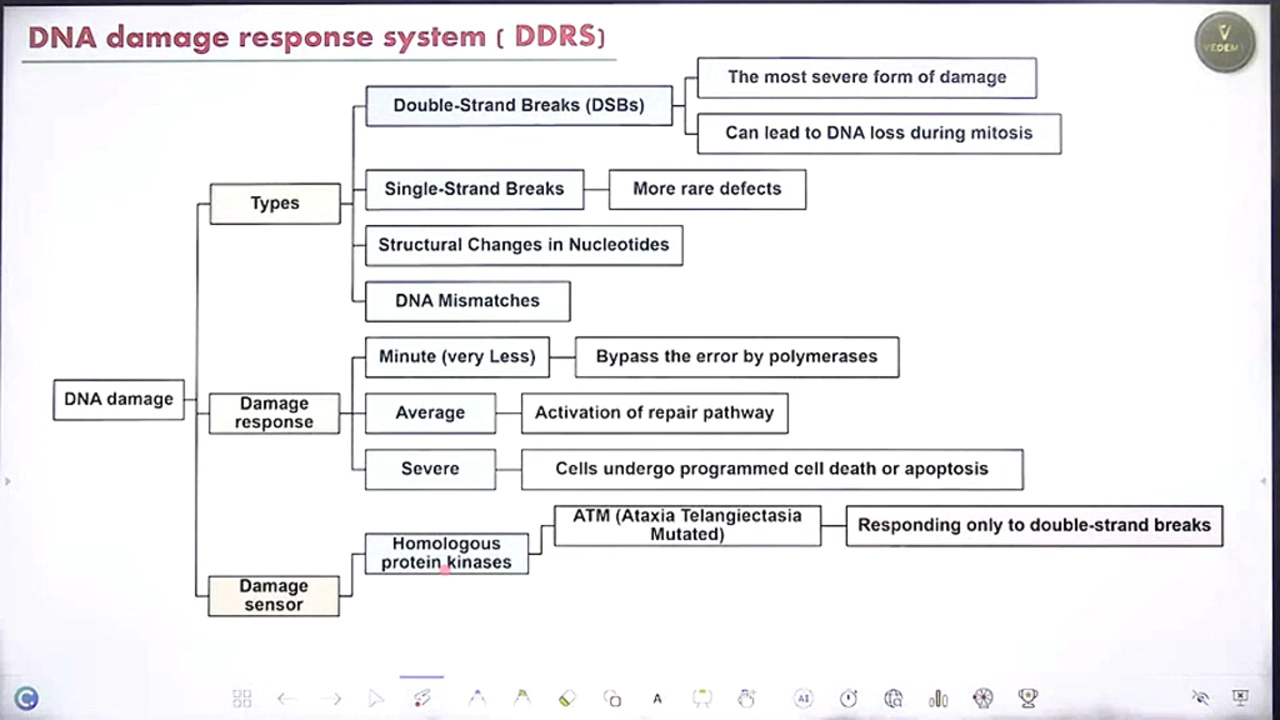 DNA damage response system ( DDRS)
VEDEMY
The most severe form of damage
Double-Strand Breaks (DSBs)
Can lead to DNA loss during mitosis
Single-Strand Breaks
More rare defects
Types
Structural Changes in Nucleotides
DNA Mismatches
Minute (very Less)
Bypass the error by polymerases
DNA damage
Damage
response
Average
Activation of repair pathway
Severe
Cells undergo programmed cell death or apoptosis
ATM (Ataxia Telangiectasia
Mutated)
Responding only to double-strand breaks
Homologous
protein kinases
Damage
sensor
A
AI